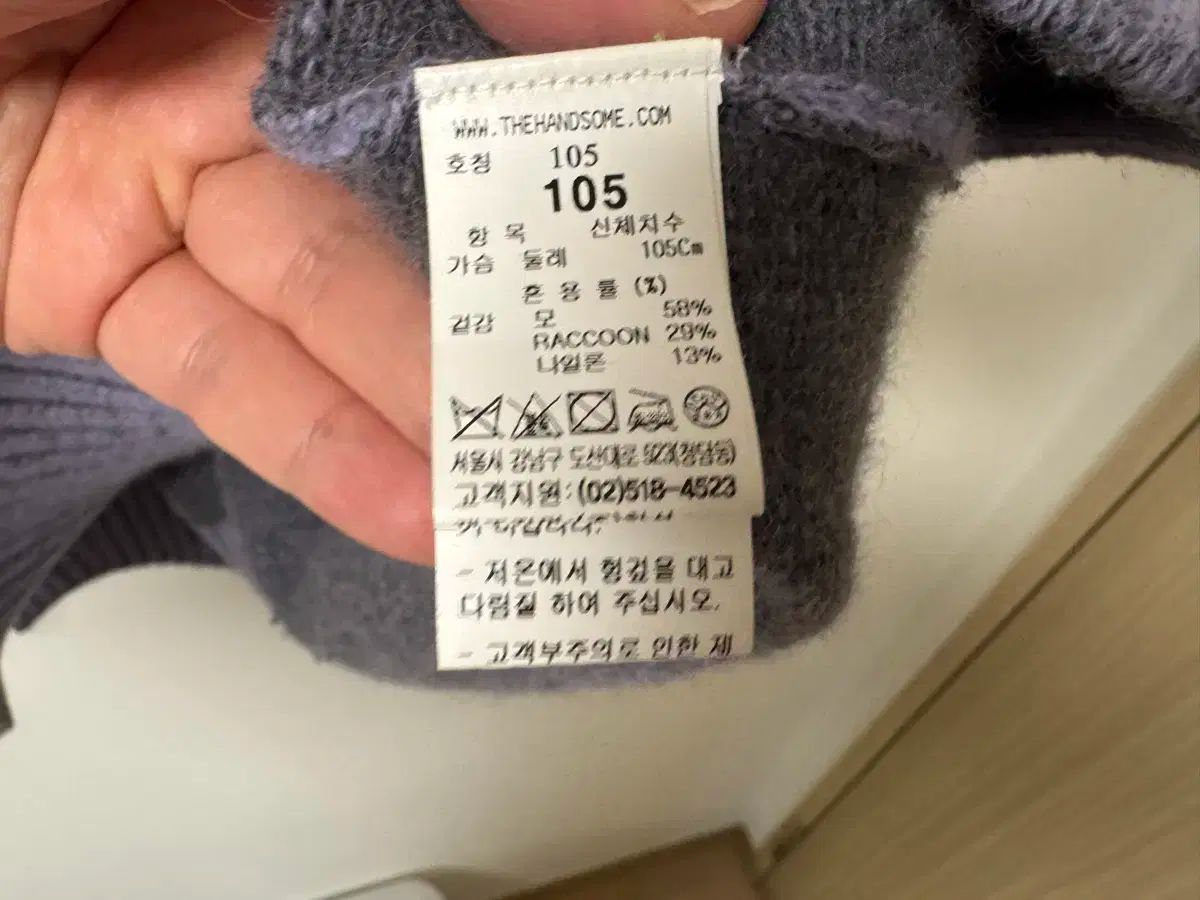 WWW.THEHANDSOME.COM
호칭 105
105
항 목 신체치수
가슴 둘레 105Cm
혼 용 률 (%)
겉감 모 58%
RACCOON 29%
나일론 13%
서울시 강남구 도산대로 523(청담동)
고객지원:(02)518-4523
- 저온에서 헝겊을 대고
다림질 하여 주십시오.
- 고객부주의로 인한 제